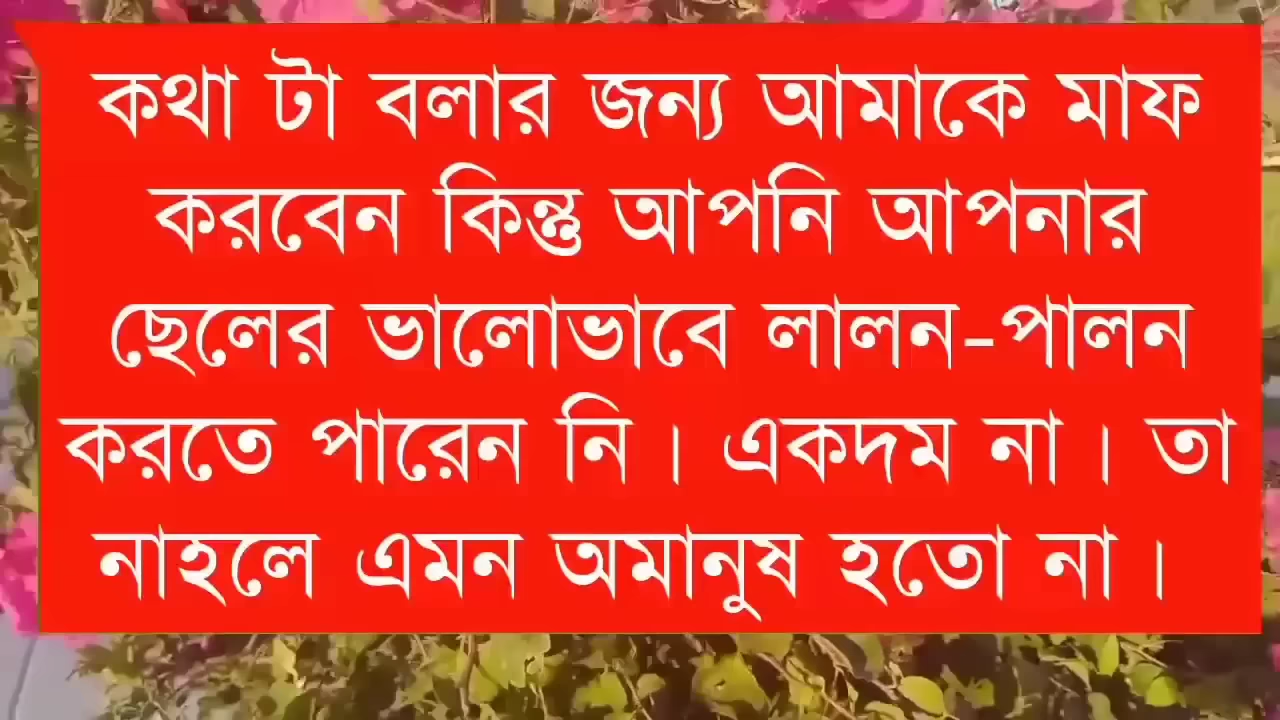 কথা টা বলার জন্য আমাকে মাফ
করবেন কিন্তু আপনি আপনার
ছেলের ভালোভাবে লালন-পালন
করতে পারেন নি । একদম না । তা
নাহলে এমন অমানুষ হতো না ।